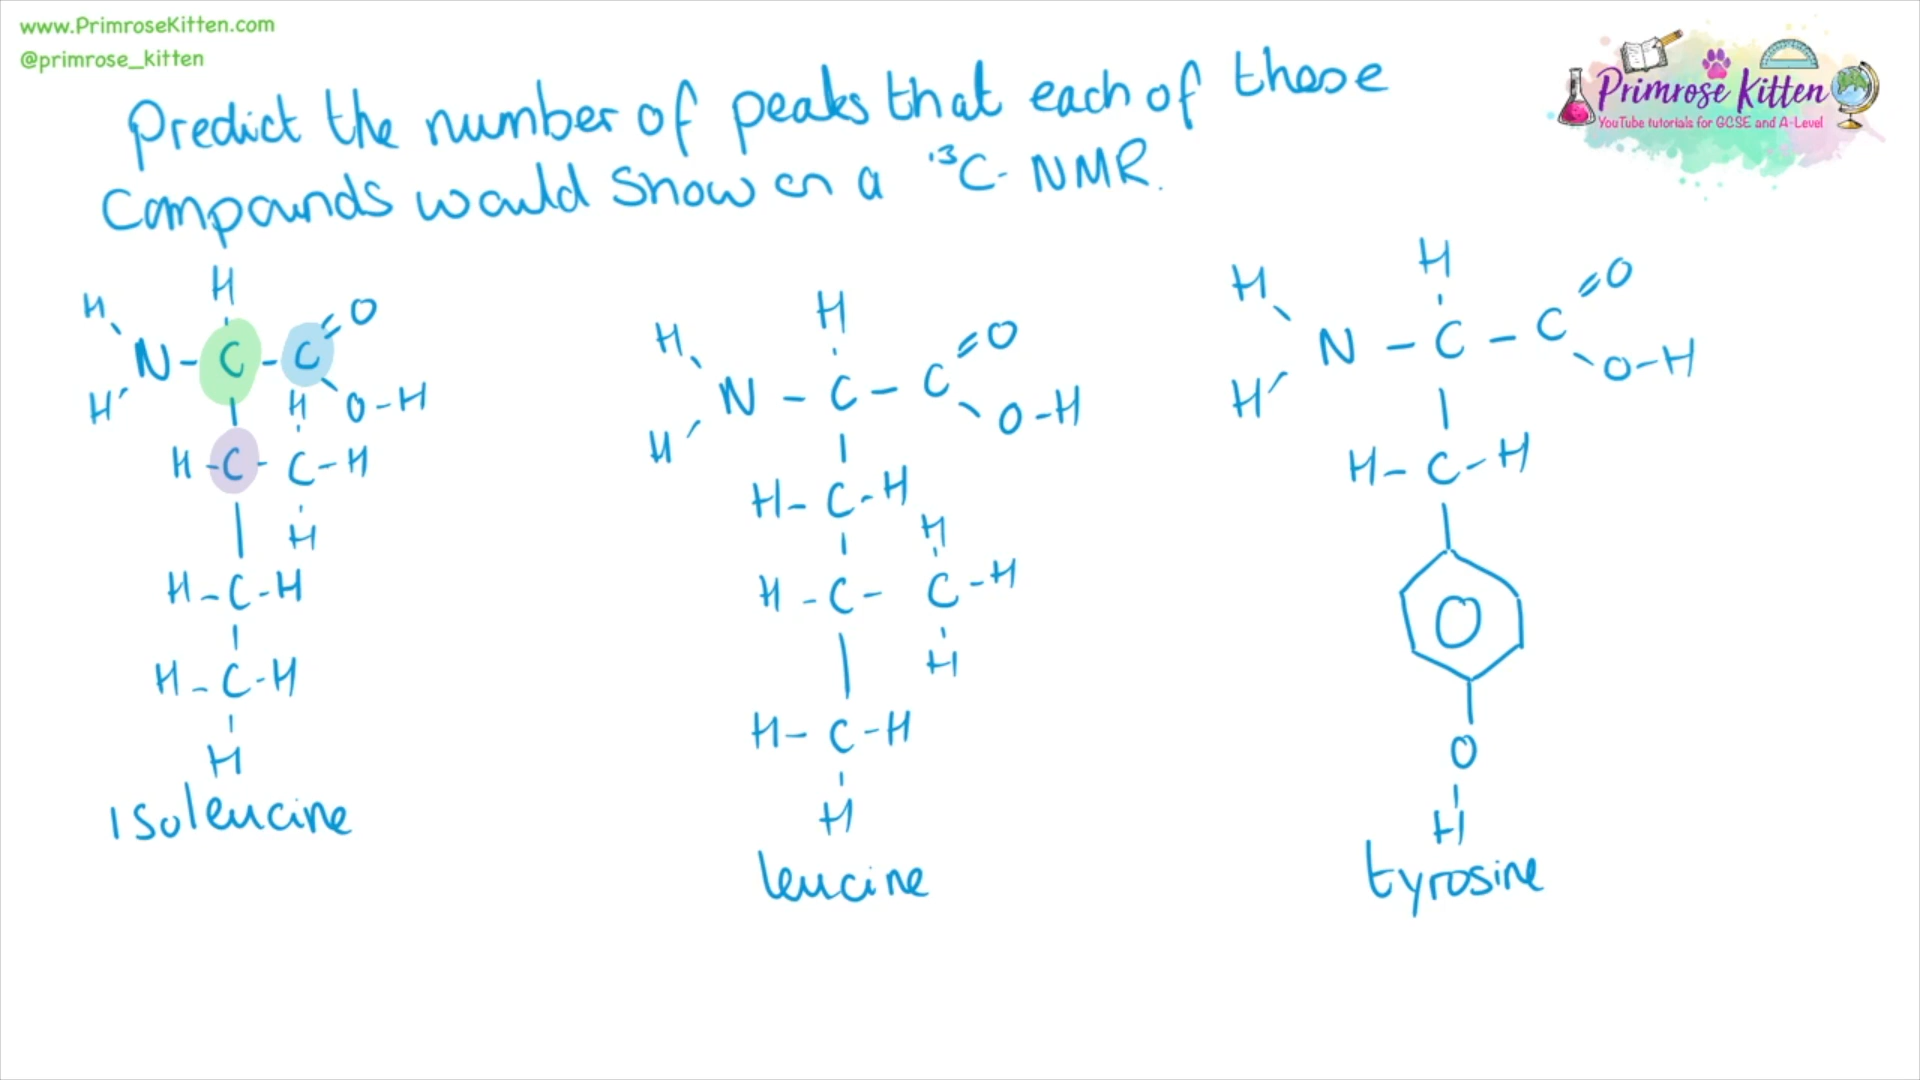 www.PrimroseKitten.com
@primrose_kitten
Primrose Kitten
YouTube tutorials for GCSE and A-Level
Predict the number of peaks that each of these
compounds would show on a ¹³C-NMR.
H H O
N - C - C
H H O-H
H - C - C - H
H
H - C - H
H - C - H
H
isoleucine
H H O
N - C - C
H O-H
H - C - H
H
H - C - C - H
H
H - C - H
H
leucine
H H O
N - C - C
H O-H
H - C - H
O
H
tyrosine